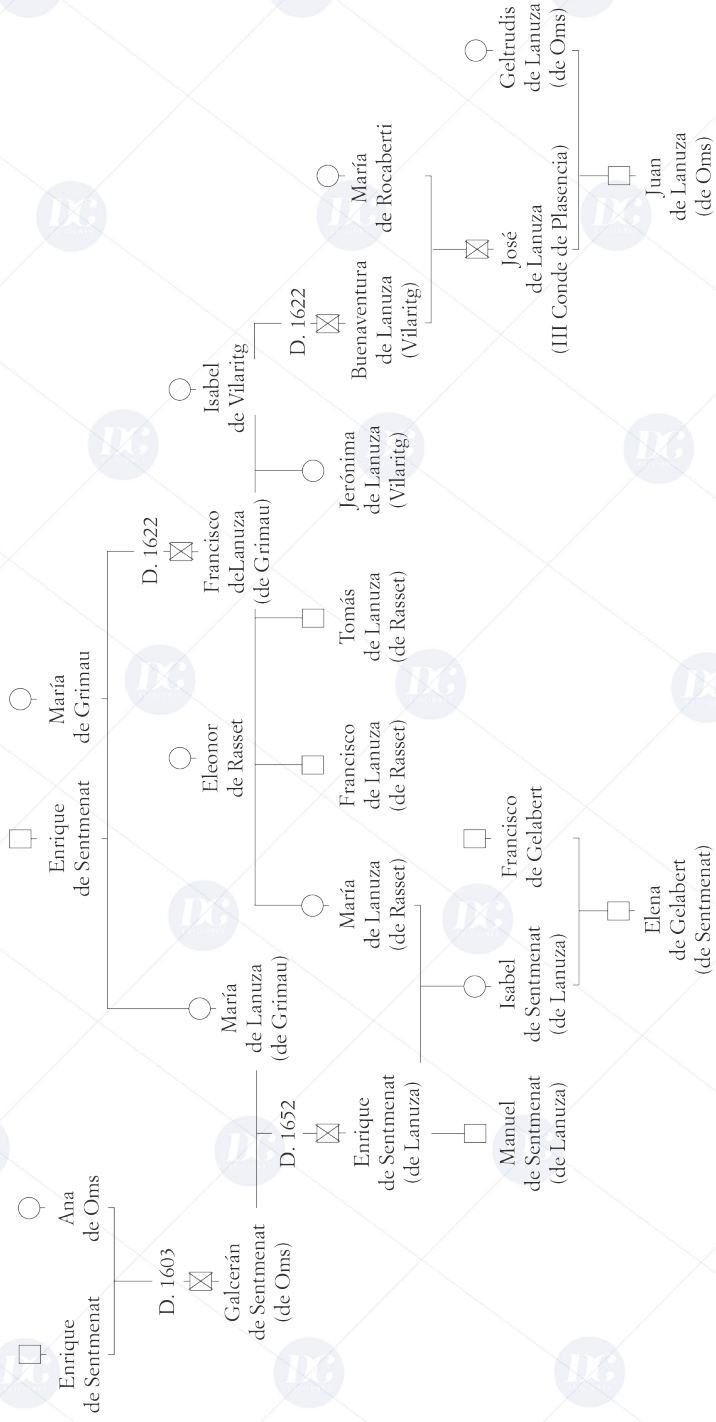 Enrique
de Sentmenat
Ana
de Oms
Enrique
de Sentmenat
María
de Grimau
D. 1603
Galcerán
de Sentmenat
(de Oms)
María
de Lanuza
(de Grimau)
Eleonor
de Rasset
D. 1622
Francisco
deLanuza
(de Grimau)
Isabel
de Vilaritg
D. 1652
Enrique
de Sentmenat
(de Lanuza)
María
de Lanuza
(de Rasset)
Francisco
de Lanuza
(de Rasset)
Tomás
de Lanuza
(de Rasset)
Jerónima
de Lanuza
(Vilaritg)
D. 1622
Buenaventura
de Lanuza
(Vilaritg)
María
de Rocaberti
Manuel
de Sentmenat
(de Lanuza)
Isabel
de Sentmenat
(de Lanuza)
Francisco
de Gelabert
José
de Lanuza
(III Conde de Plasencia)
Geltrudis
de Lanuza
(de Oms)
Elena
de Gelabert
(de Sentmenat)
Juan
de Lanuza
(de Oms)